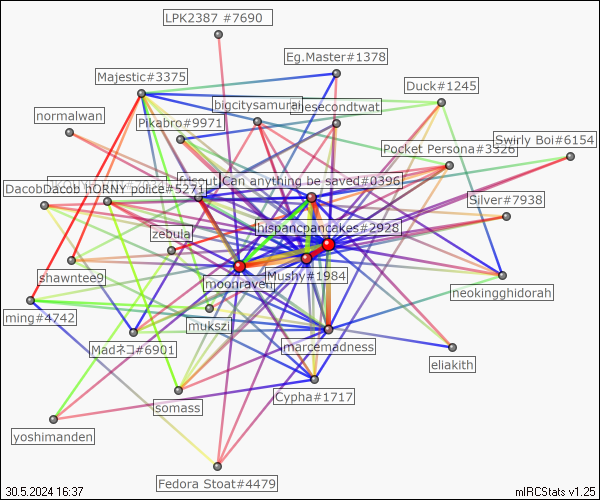 LPK2387 #7690
Eg.Master#1378
Majestic#3375
Duck#1245
bigcitysamurai
onesecondtwat
normalwan
Pikabro#9971
Swirly Boi#6154
Pocket Persona#3326
Can anything be saved#0396
DacobDacob hORNY police#5271
Silver#7938
hispancpancakes#2928
zebula
shawntee9
Mushy#1984
moonraven
neokingghidorah
ming#4742
mukszi
Madネコ#6901
marcemadness
eliakith
Cypha#1717
somass
yoshimanden
Fedora Stoat#4479
30.5.2024 16:37
mIRCStats v1.25